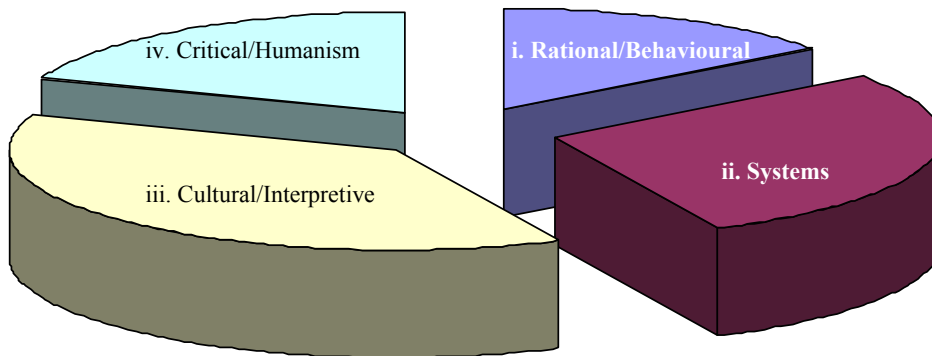 iv. Critical/Humanism
i. Rational/Behavioural
ii. Systems
iii. Cultural/Interpretive